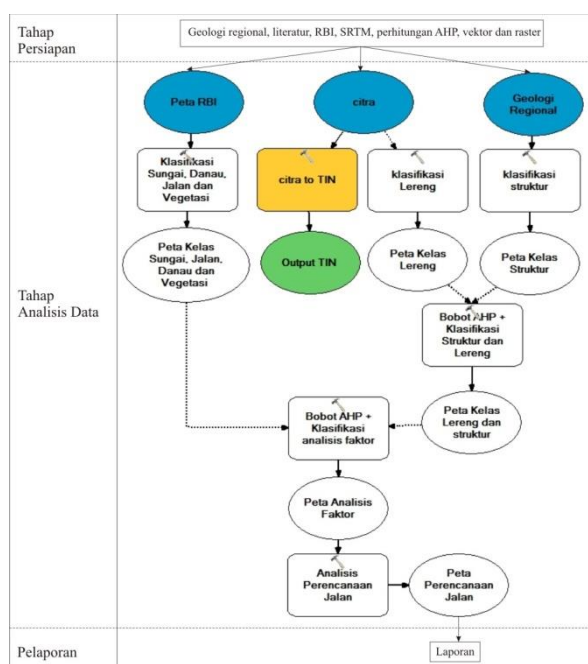 Tahap
Persiapan
Geologi regional, literatur, RBI, SRTM, perhitungan AHP, vektor dan raster
Tahap
Analisis Data
Peta RBI
citra
Geologi
Regional
Klasifikasi
Sungai, Danau,
Jalan dan
Vegetasi
citra to TIN
klasifikasi
Lereng
klasifikasi
struktur
Peta Kelas
Sungai, Jalan,
Danau dan
Vegetasi
Output TIN
Peta Kelas
Lereng
Peta Kelas
Struktur
Bobot AHP +
Klasifikasi
Struktur dan
Lereng
Bobot AHP +
Klasifikasi
analisis faktor
Peta Kelas
Lereng dan
struktur
Peta Analisis
Faktor
Analisis
Perencanaan
Jalan
Peta
Perencanaan
Jalan
Pelaporan
Laporan